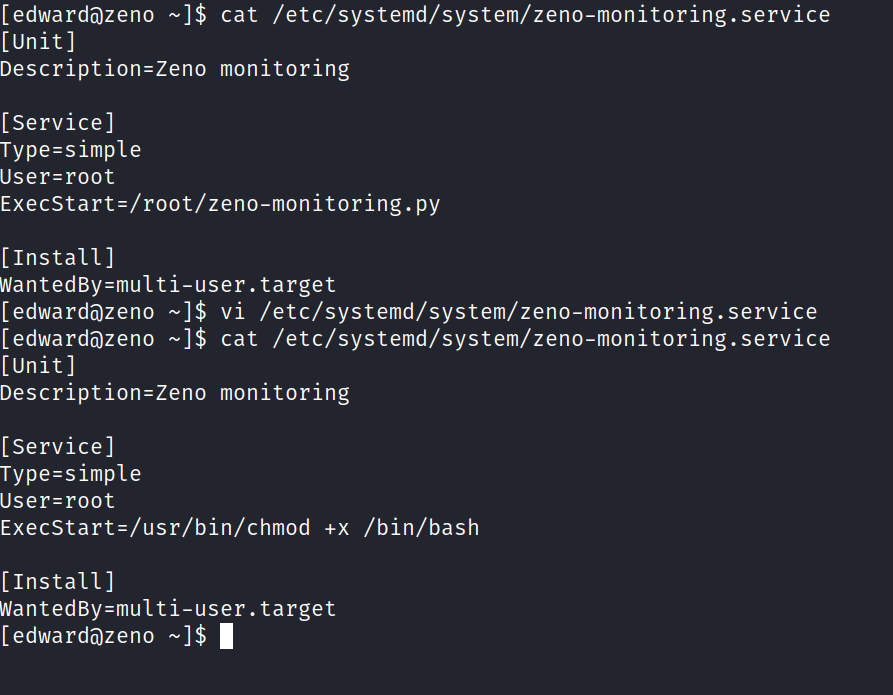 [edward@zeno ~]$ cat /etc/systemd/system/zeno-monitoring.service
[Unit]
Description=Zeno monitoring

[Service]
Type=simple
User=root
ExecStart=/root/zeno-monitoring.py

[Install]
WantedBy=multi-user.target
[edward@zeno ~]$ vi /etc/systemd/system/zeno-monitoring.service
[edward@zeno ~]$ cat /etc/systemd/system/zeno-monitoring.service
[Unit]
Description=Zeno monitoring

[Service]
Type=simple
User=root
ExecStart=/usr/bin/chmod +x /bin/bash

[Install]
WantedBy=multi-user.target
[edward@zeno ~]$